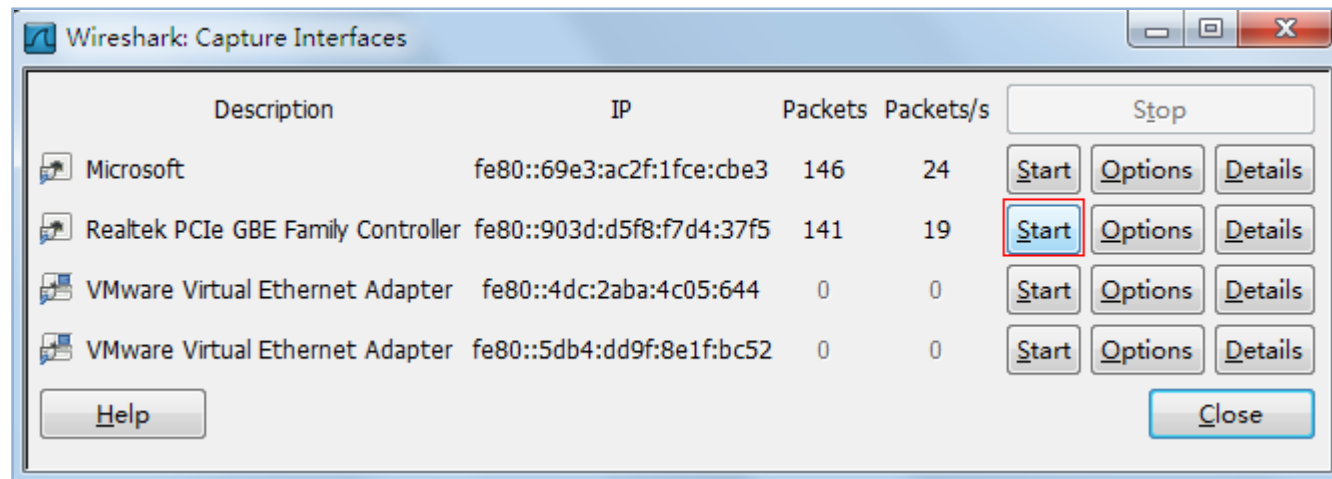 Wireshark: Capture Interfaces
Description IP Packets Packets/s Stop
Microsoft fe80::69e3:ac2f:1fce:cbe3 146 24 Start Options Details
Realtek PCIe GBE Family Controller fe80::903d:d5f8:f7d4:37f5 141 19 Start Options Details
VMware Virtual Ethernet Adapter fe80::4dc:2aba:4c05:644 0 0 Start Options Details
VMware Virtual Ethernet Adapter fe80::5db4:dd9f:8e1f:bc52 0 0 Start Options Details
Help Close